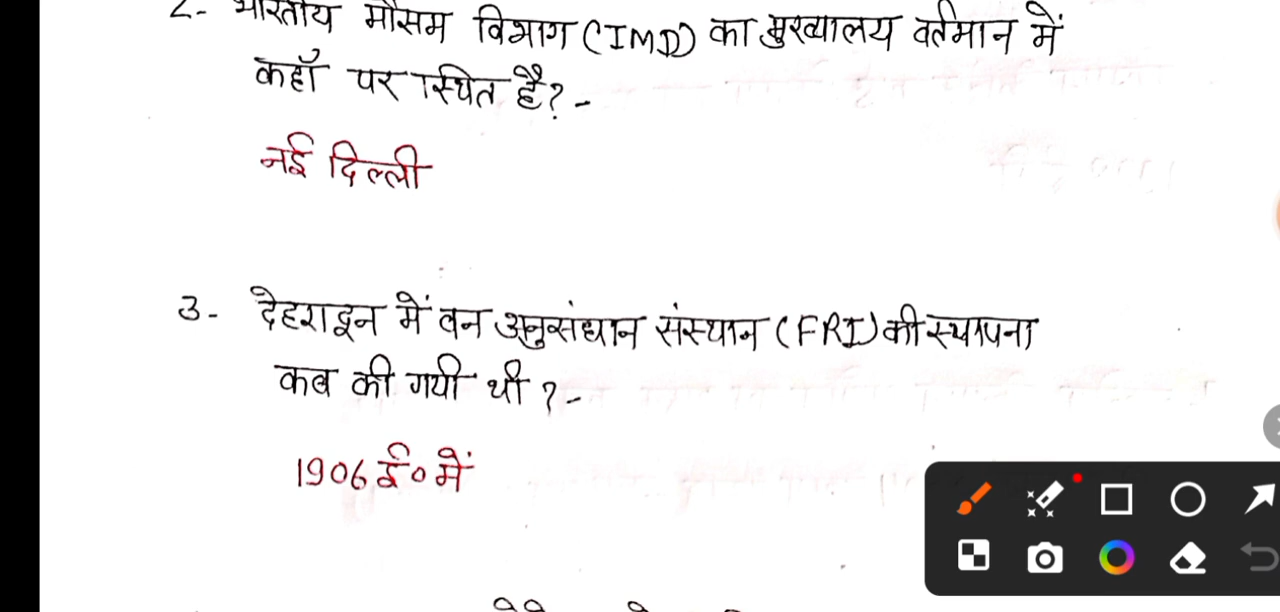 2- भारतीय मौसम विभाग (IMD) का मुख्यालय वर्तमान में
कहाँ पर स्थित है? -
नई दिल्ली
3- देहरादून में वन अनुसंधान संस्थान (FRI) की स्थापना
कब की गयी थी ? -
1906 ई० में